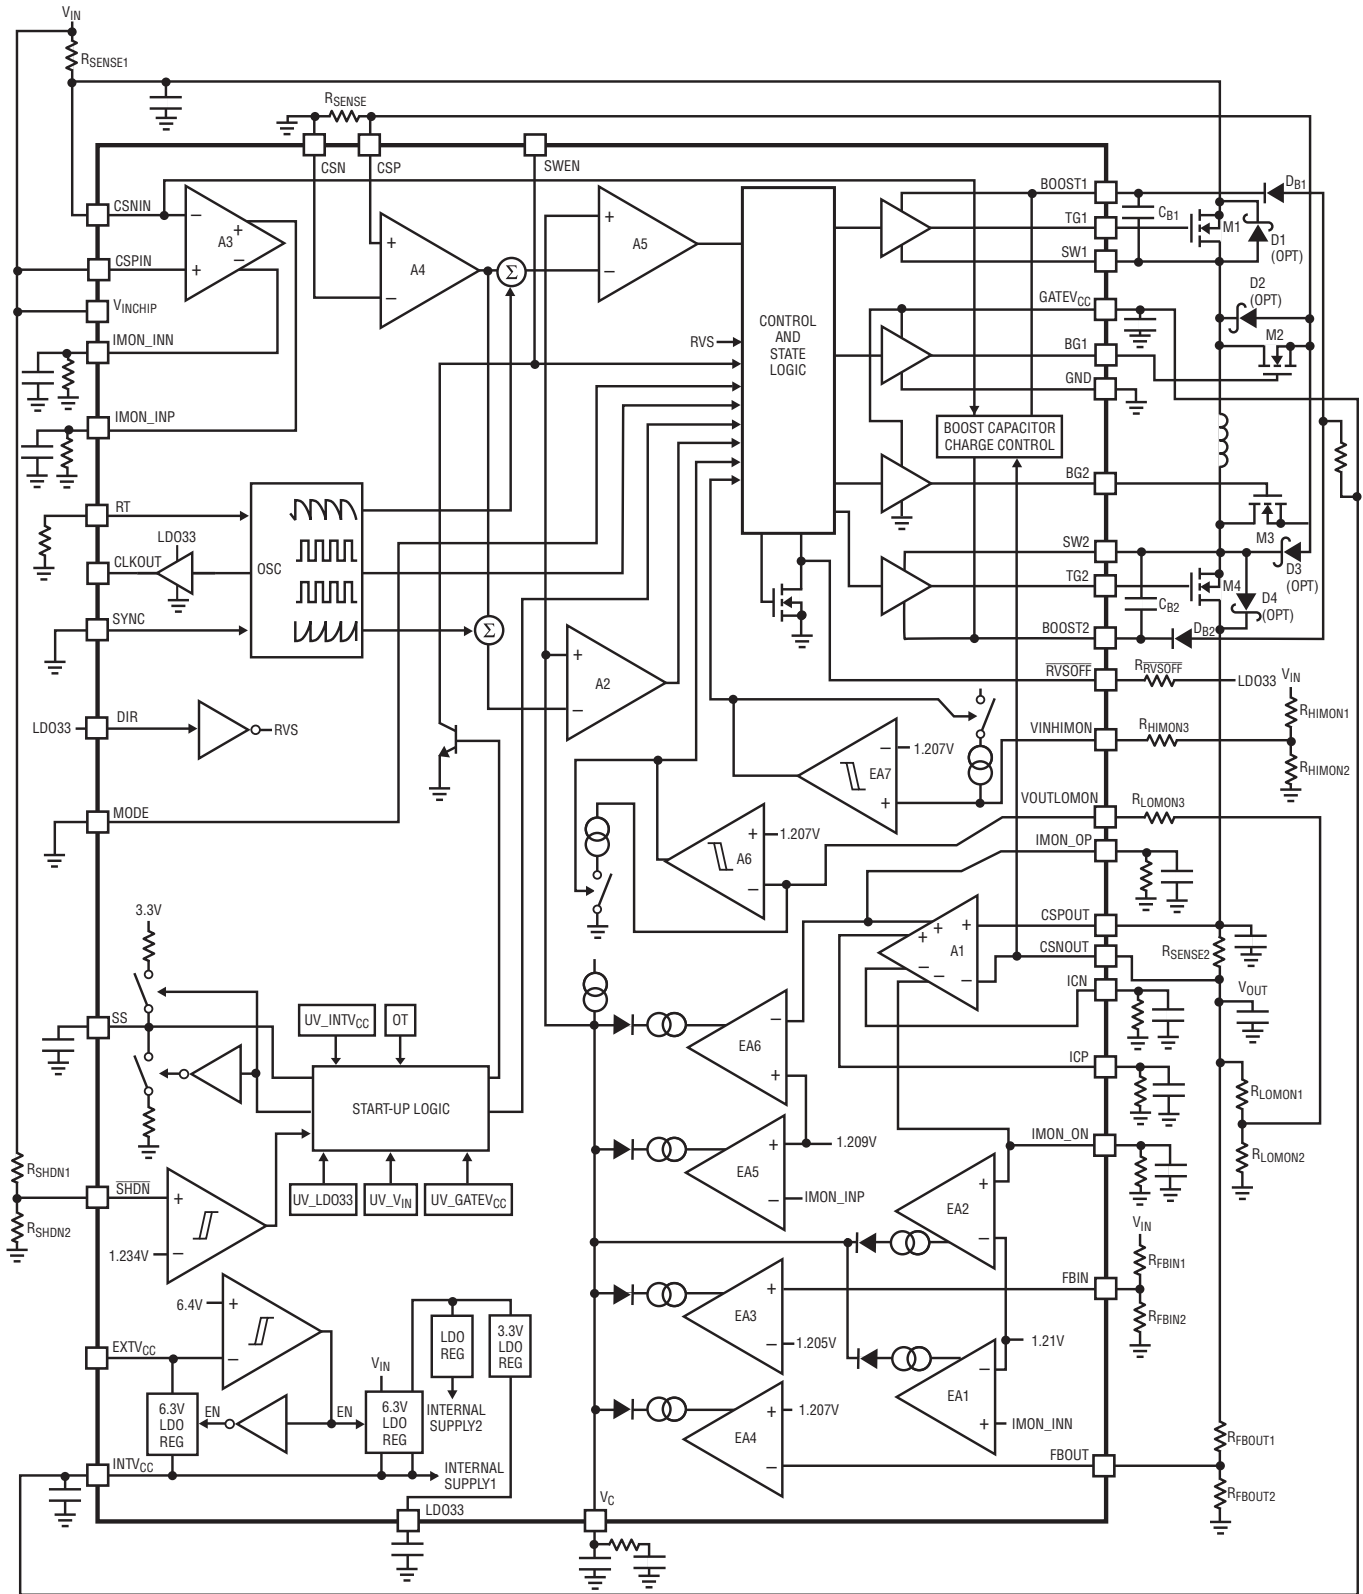 VIN
RSENSE1
RSENSE
CSN
CSP
SWEN
CSNIN
A3
A4
A5
Σ
CSPIN
VINCHIP
IMON_INN
IMON_INP
CONTROL
AND
STATE
LOGIC
RVS
BOOST1
TG1
SW1
GATEVCC
BG1
GND
BOOST CAPACITOR
CHARGE CONTROL
BG2
SW2
TG2
BOOST2
DB1
CB1
M1
D1
(OPT)
D2
(OPT)
M2
M3
D3
(OPT)
M4
D4
(OPT)
CB2
DB2
RT
LDO33
CLKOUT
OSC
SYNC
Σ
A2
LDO33
DIR
RVS
MODE
RVSOFF
RRVSOFF
LDO33
VIN
RHIMON1
VINHIMON
RHIMON3
RHIMON2
1.207V
EA7
VOUTLOMON
RLOMON3
1.207V
A6
IMON_OP
CSPOUT
A1
CSNOUT
RSENSE2
ICN
VOUT
ICP
RLOMON1
RLOMON2
IMON_ON
3.3V
SS
UV_INTVCC
OT
START-UP LOGIC
UV_LDO33
UV_VIN
UV_GATEVCC
RSHDN1
SHDN
RSHDN2
1.234V
EA6
1.209V
EA5
IMON_INP
EA2
VIN
RFBIN1
FBIN
RFBIN2
EA3
1.205V
1.21V
EA1
IMON_INN
1.207V
EA4
FBOUT
RFBOUT1
RFBOUT2
6.4V
EXTVCC
VIN
LDO
REG
3.3V
LDO
REG
6.3V
LDO
REG
EN
EN
6.3V
LDO
REG
INTERNAL
SUPPLY2
INTVCC
INTERNAL
SUPPLY1
LDO33
VC